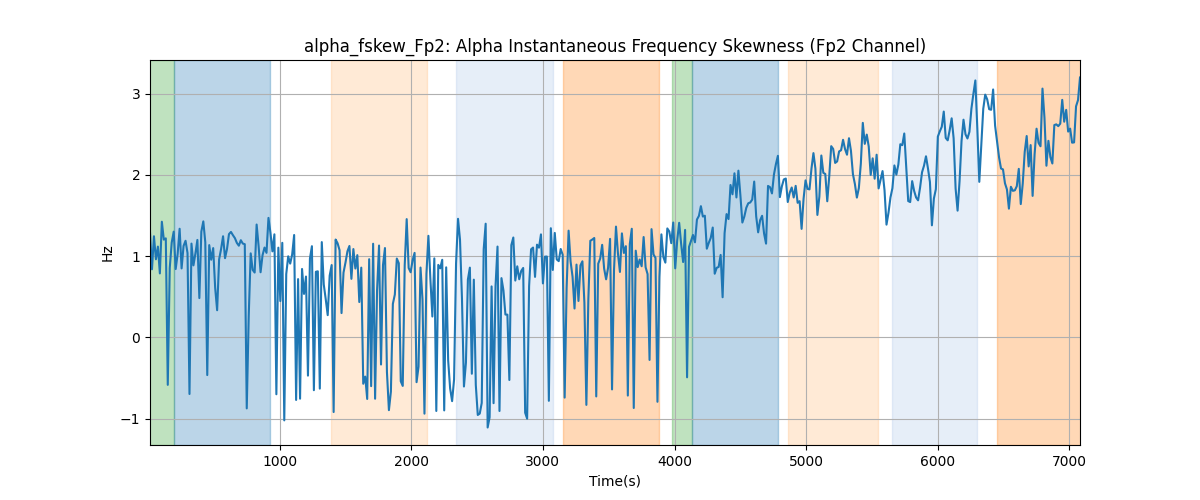 alpha_fskew_Fp2: Alpha Instantaneous Frequency Skewness (Fp2 Channel)
3
2
1
0
−1
Hz
1000 2000 3000 4000 5000 6000 7000
Time(s)